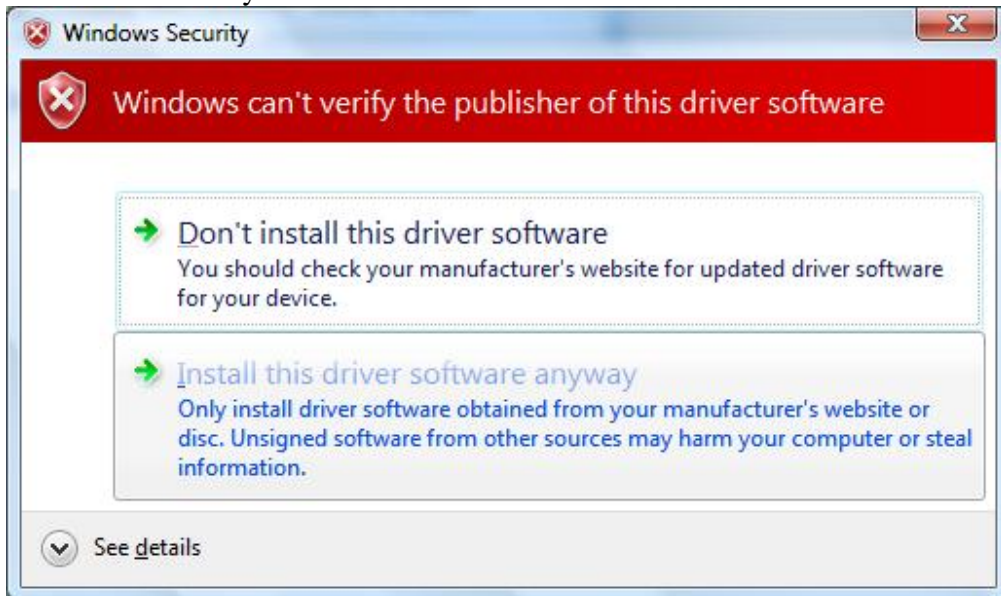 Windows Security
Windows can't verify the publisher of this driver software
Don't install this driver software
You should check your manufacturer's website for updated driver software
for your device.
Install this driver software anyway
Only install driver software obtained from your manufacturer's website or
disc. Unsigned software from other sources may harm your computer or steal
information.
See details